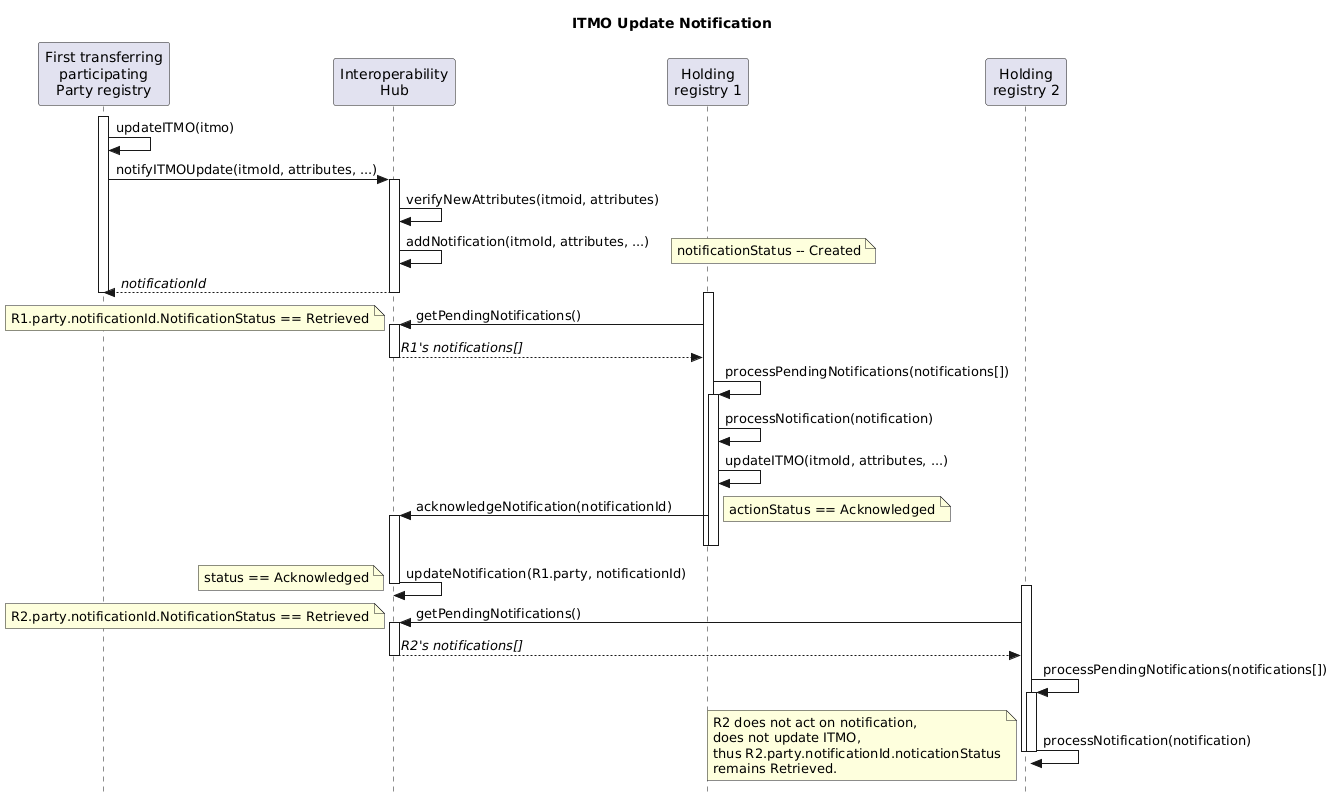 ITMO Update Notification
First transferring
participating
Party registry
Interoperability
Hub
Holding
registry 1
Holding
registry 2
updateITMO(itmo)
notifyITMOUpdate(itmoId, attributes, ...)
verifyNewAttributes(itmoid, attributes)
addNotification(itmoId, attributes, ...)
notificationStatus -- Created
notificationId
R1.party.notificationId.NotificationStatus == Retrieved
getPendingNotifications()
R1's notifications[]
processPendingNotifications(notifications[])
processNotification(notification)
updateITMO(itmoId, attributes, ...)
acknowledgeNotification(notificationId)
actionStatus == Acknowledged
status == Acknowledged
updateNotification(R1.party, notificationId)
R2.party.notificationId.NotificationStatus == Retrieved
getPendingNotifications()
R2's notifications[]
processPendingNotifications(notifications[])
R2 does not act on notification,
does not update ITMO,
thus R2.party.notificationId.noticationStatus
remains Retrieved.
processNotification(notification)